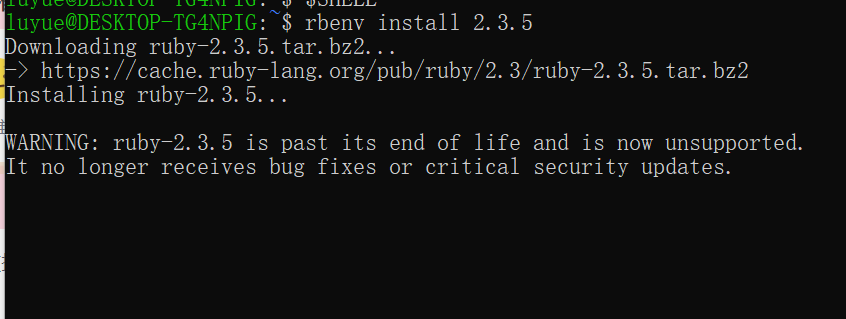 luyue@DESKTOP-TG4NPIG:~$ $SHELL
luyue@DESKTOP-TG4NPIG:~$ rbenv install 2.3.5
Downloading ruby-2.3.5.tar.bz2...
-> https://cache.ruby-lang.org/pub/ruby/2.3/ruby-2.3.5.tar.bz2
Installing ruby-2.3.5...
WARNING: ruby-2.3.5 is past its end of life and is now unsupported.
It no longer receives bug fixes or critical security updates.